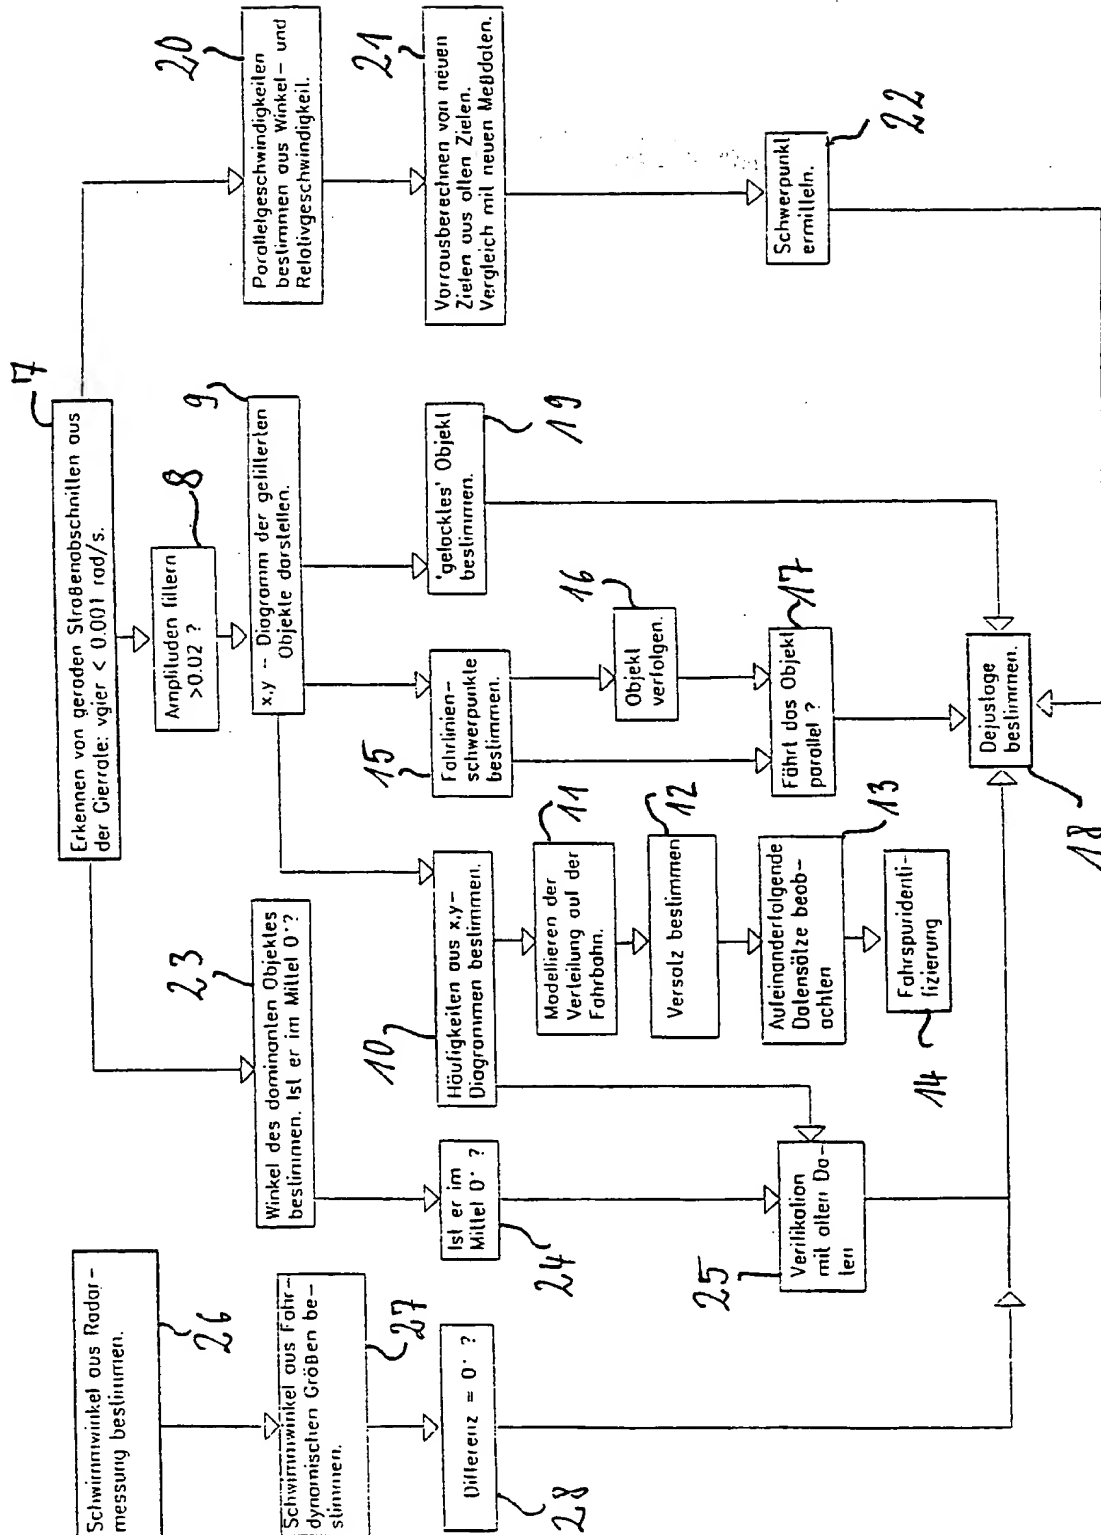 7
Erkennen von geraden Straßenabschnitten aus
der Gierrate: vgier < 0.001 rad/s.
20
Parallelgeschwindigkeiten
bestimmen aus Winkel- und
Relativgeschwindigkeit.
21
Vorrausberechnen von neuen
Zielen aus alten Zielen.
Vergleich mit neuen Meßdaten.
22
Schwerpunkt
ermitteln.
8
Amplituden filtern
>0.02 ?
9
x,y - Diagramm der gefilterten
Objekte darstellen.
19
'gelocktes' Objekt
bestimmen.
15
Fahrlinien-
schwerpunkte
bestimmen.
16
Objekt
verfolgen.
17
Fährt das Objekt
parallel ?
10
Häufigkeiten aus x,y-
Diagrammen bestimmen.
11
Modellieren der
Verteilung auf der
Fahrbahn.
12
Versatz bestimmen
13
Aufeinanderfolgende
Datensätze beob-
achten
14
Fahrspuridenti-
fizierung
23
Winkel des dominanten Objektes
bestimmen. Ist er im Mittel 0°?
24
Ist er im
Mittel 0° ?
25
Verifikation
mit alten Da-
ten
26
Schwimmwinkel aus Radar-
messung bestimmen.
27
Schwimmwinkel aus Fahr-
dynamischen Größen be-
stimmen.
28
Differenz = 0° ?
18
Dejustage
bestimmen.